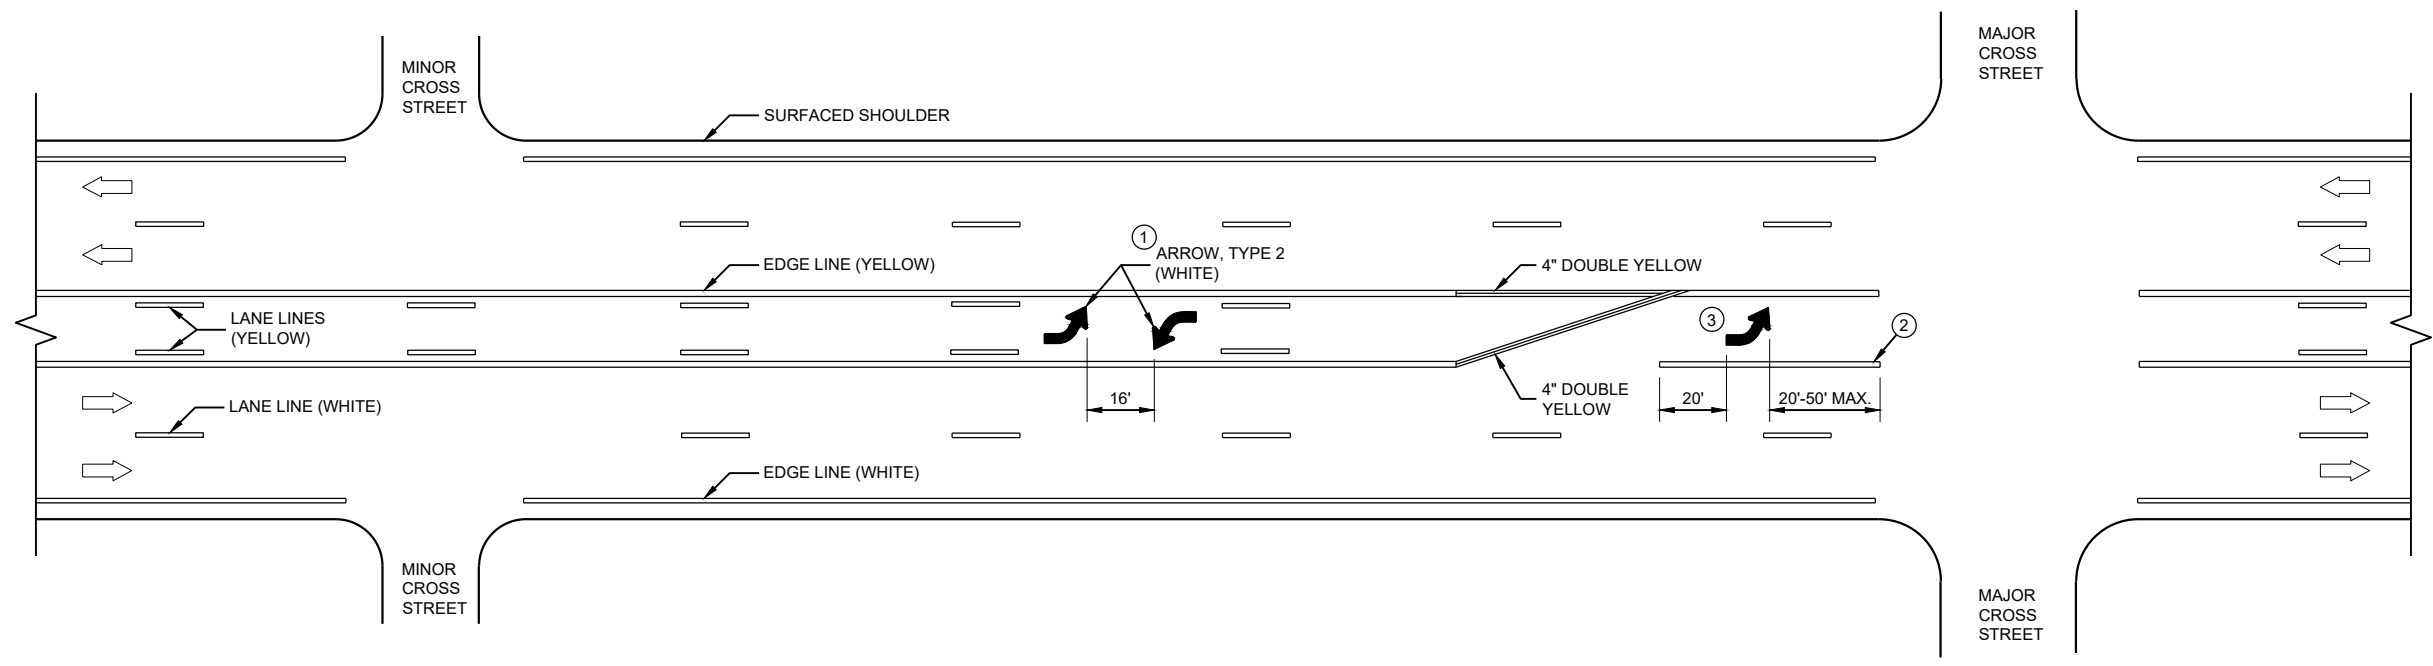 MAJOR
CROSS
STREET
MINOR
CROSS
STREET
SURFACED SHOULDER
1
ARROW, TYPE 2
(WHITE)
EDGE LINE (YELLOW)
4" DOUBLE YELLOW
LANE LINES
(YELLOW)
3
2
LANE LINE (WHITE)
16'
4" DOUBLE
YELLOW
20'
20'-50' MAX.
EDGE LINE (WHITE)
MINOR
CROSS
STREET
MAJOR
CROSS
STREET